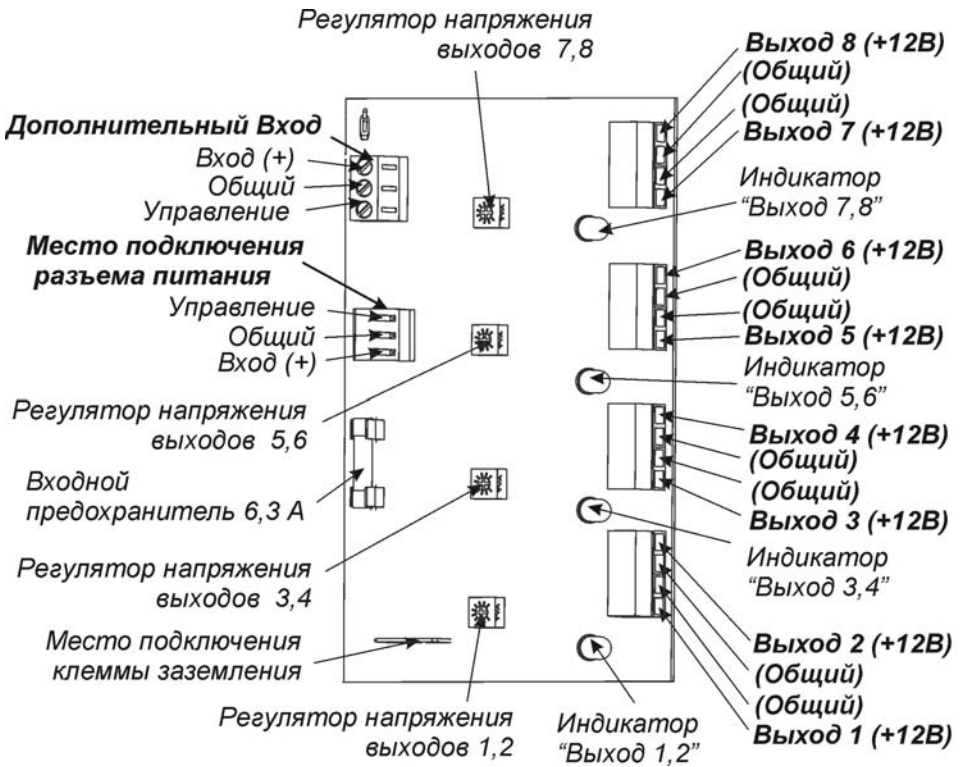 Регулятор напряжения
выходов 7,8
Дополнительный Вход
Вход (+)
Общий
Управление
Место подключения
разъема питания
Управление
Общий
Вход (+)
Регулятор напряжения
выходов 5,6
Входной
предохранитель 6,3 А
Регулятор напряжения
выходов 3,4
Место подключения
клеммы заземления
Регулятор напряжения
выходов 1,2
Выход 8 (+12В)
(Общий)
(Общий)
Выход 7 (+12В)
Индикатор
“Выход 7,8”
Выход 6 (+12В)
(Общий)
(Общий)
Выход 5 (+12В)
Индикатор
“Выход 5,6”
Выход 4 (+12В)
(Общий)
(Общий)
Выход 3 (+12В)
Индикатор
“Выход 3,4”
Выход 2 (+12В)
(Общий)
(Общий)
Выход 1 (+12В)
Индикатор
“Выход 1,2”